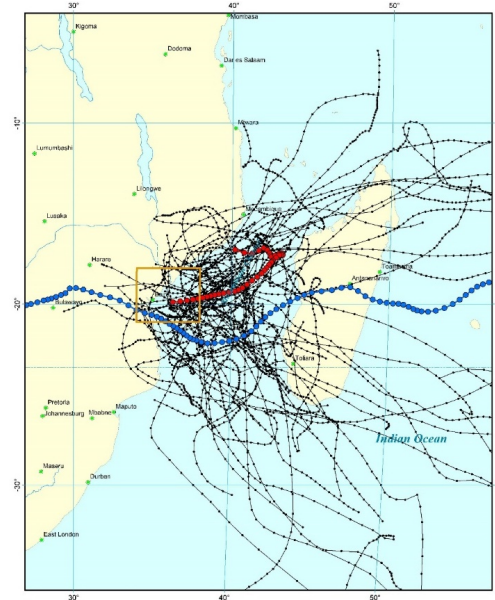 30° 40° 50°
Mombasa
Kigoma
Dodoma
Dar es Salaam
-10°
Mtwara
Lumumbashi
Lilongwe
Lusaka
Harare
Toamasina
Antananarivo
-20°
Bulawayo
Toliara
Pretoria
Johannesburg
Mbabne
Maputo
Indian Ocean
Maseru
Durban
-30°
East London
30° 40° 50°